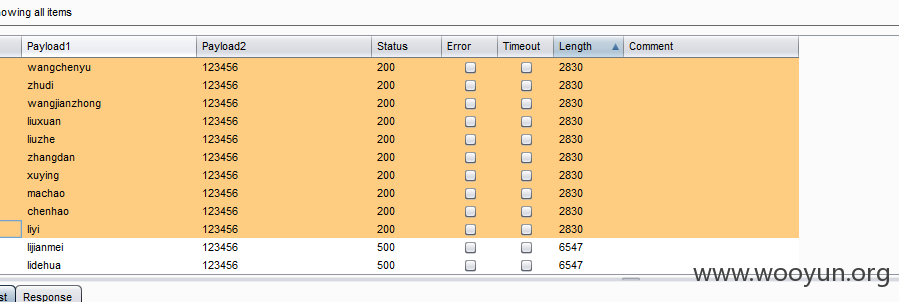 howing all items
Payload1 Payload2 Status Error Timeout Length Comment
wangchenyu 123456 200 2830
zhudi 123456 200 2830
wangjianzhong 123456 200 2830
liuxuan 123456 200 2830
liuzhe 123456 200 2830
zhangdan 123456 200 2830
xuying 123456 200 2830
machao 123456 200 2830
chenhao 123456 200 2830
liyi 123456 200 2830
lijianmei 123456 500 6547
lidehua 123456 500 6547
www.wooyun.org
st Response